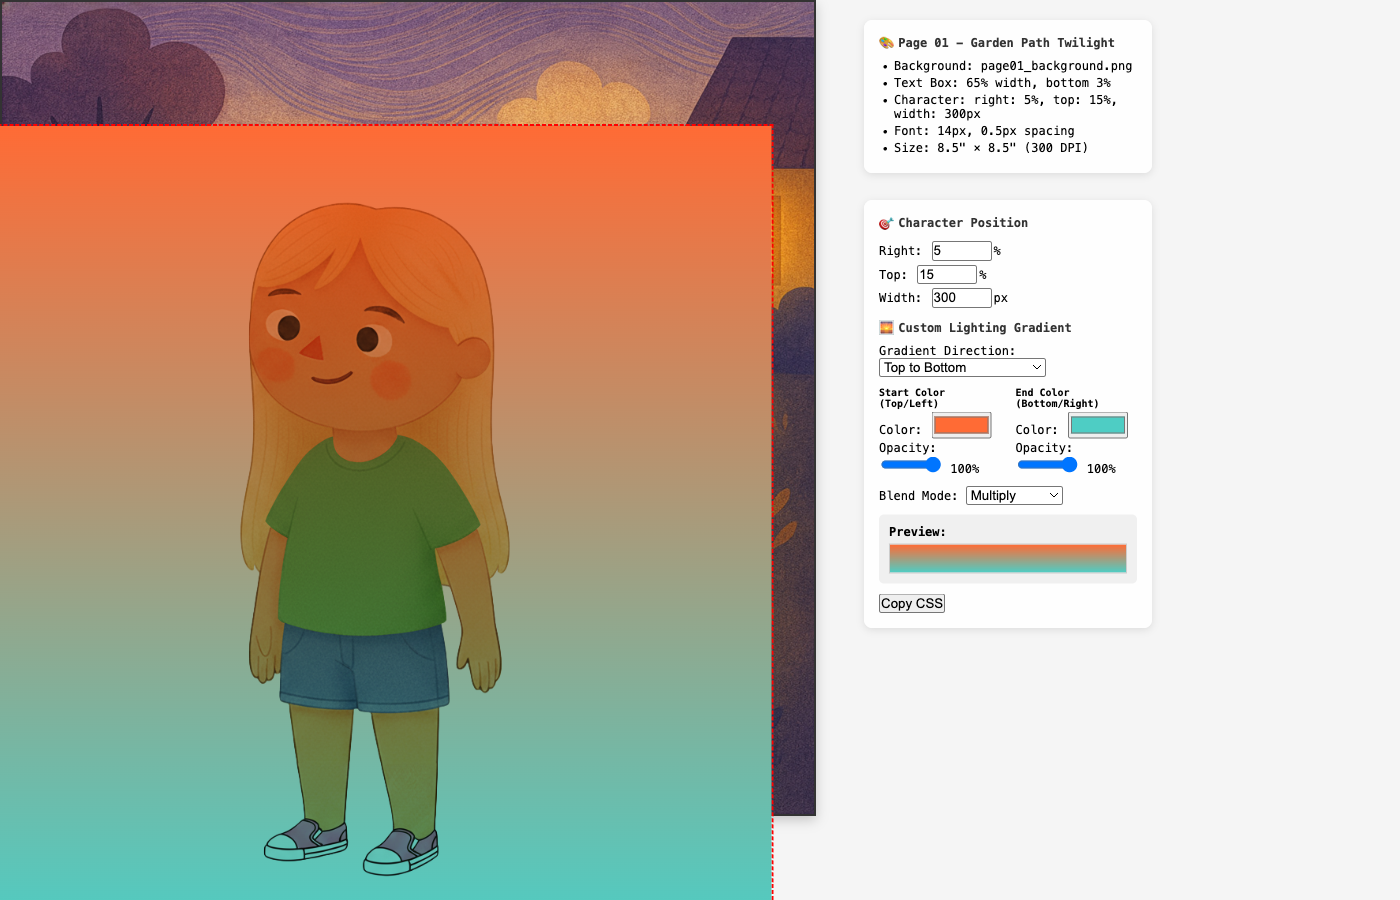 🎨 Page 01 – Garden Path Twilight
• Background: page01_background.png
• Text Box: 65% width, bottom 3%
• Character: right: 5%, top: 15%,
width: 300px
• Font: 14px, 0.5px spacing
• Size: 8.5" × 8.5" (300 DPI)
🎯 Character Position
Right: 5 %
Top: 15 %
Width: 300 px
🌅 Custom Lighting Gradient
Gradient Direction:
Top to Bottom
Start Color
(Top/Left)
Color:
Opacity:
100%
End Color
(Bottom/Right)
Color:
Opacity:
100%
Blend Mode: Multiply
Preview:
Copy CSS